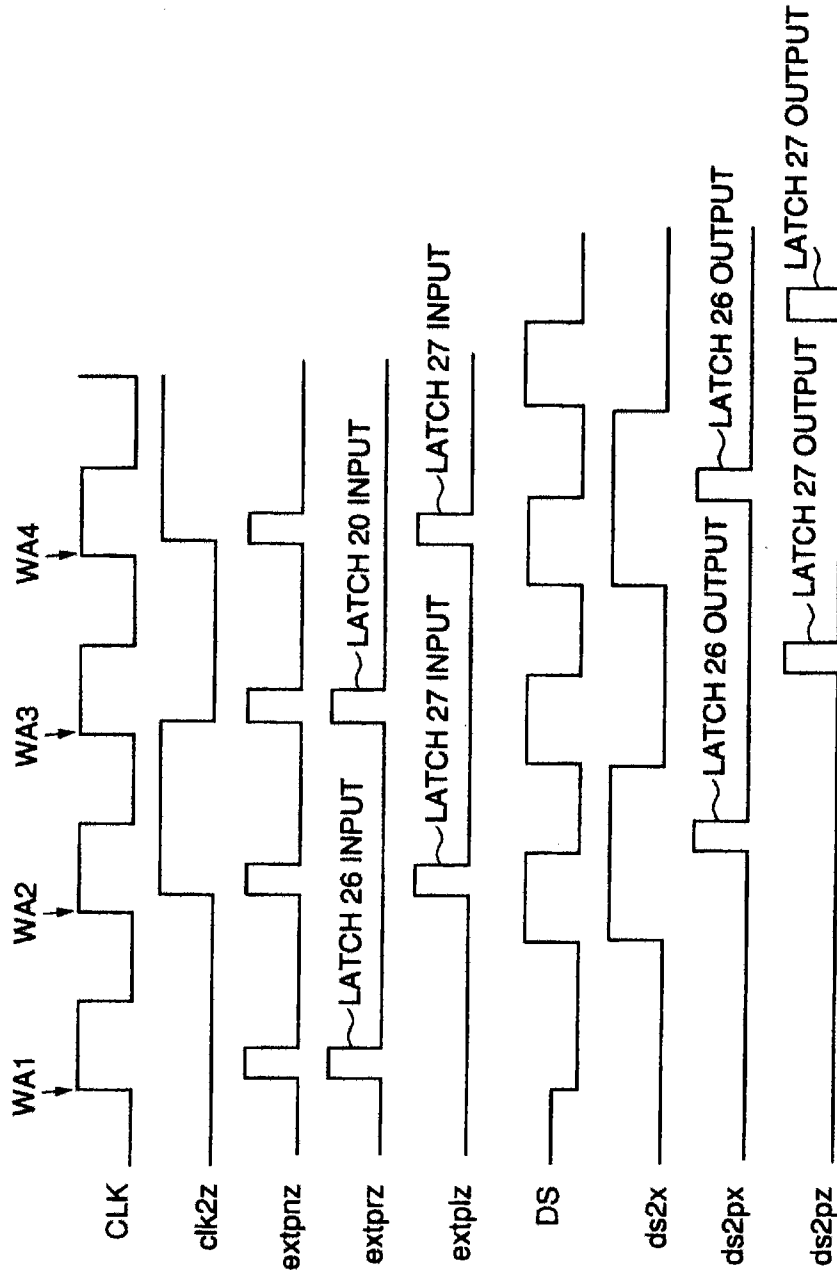 WA1 WA2 WA3 WA4
CLK
clk2z
extpnz
extprz LATCH 26 INPUT LATCH 20 INPUT
extplz LATCH 27 INPUT LATCH 27 INPUT
DS
ds2x
ds2px LATCH 26 OUTPUT LATCH 26 OUTPUT
ds2pz LATCH 27 OUTPUT LATCH 27 OUTPUT